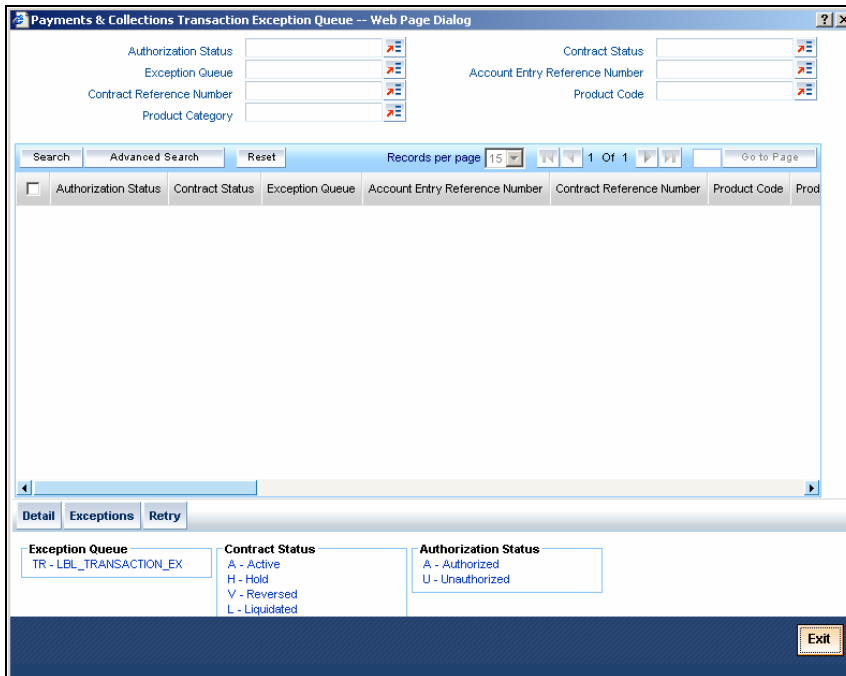 Payments & Collections Transaction Exception Queue -- Web Page Dialog
Authorization Status
Contract Status
Exception Queue
Account Entry Reference Number
Contract Reference Number
Product Code
Product Category
Search Advanced Search Reset Records per page 15 1 Of 1 Go to Page
Authorization Status Contract Status Exception Queue Account Entry Reference Number Contract Reference Number Product Code Prod
Detail Exceptions Retry
Exception Queue
TR - LBL_TRANSACTION_EX
Contract Status
A - Active
H - Hold
V - Reversed
L - Liquidated
Authorization Status
A - Authorized
U - Unauthorized
Exit